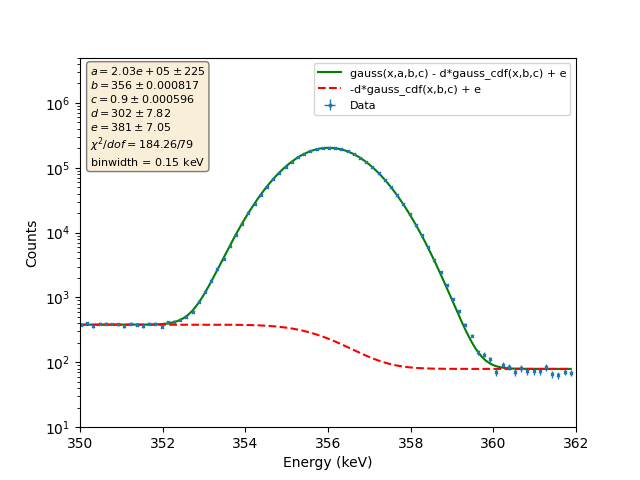 a = 2.03e + 05 ± 225
b = 356 ± 0.000817
c = 0.9 ± 0.000596
d = 302 ± 7.82
e = 381 ± 7.05
χ²/dof = 184.26/79
binwidth = 0.15 keV
gauss(x,a,b,c) - d*gauss_cdf(x,b,c) + e
-d*gauss_cdf(x,b,c) + e
Data
10⁶
10⁵
10⁴
10³
10²
10¹
Counts
350 352 354 356 358 360 362
Energy (keV)